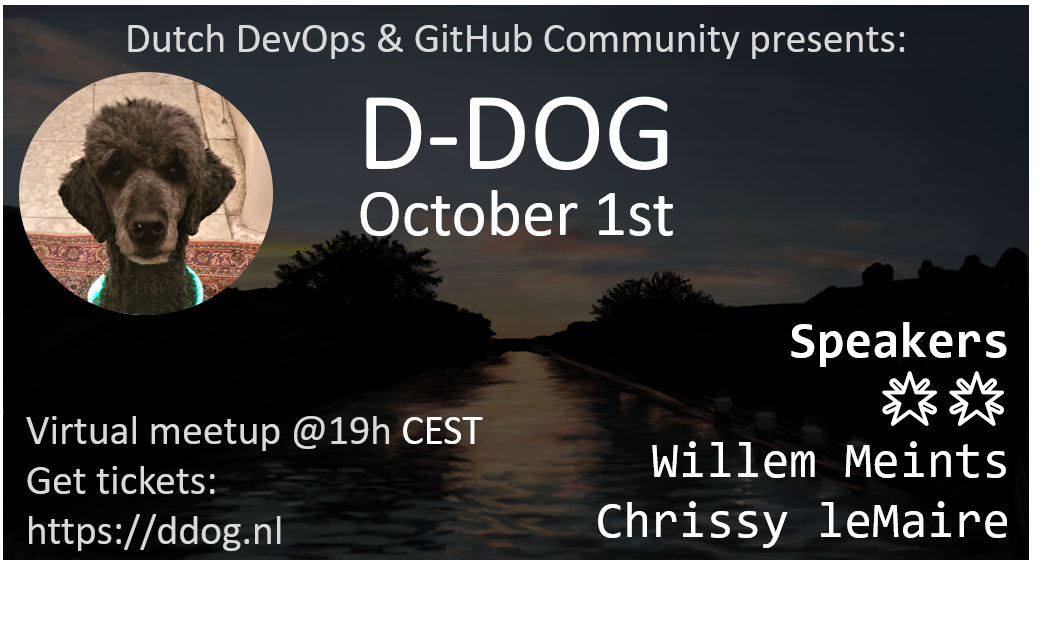 Dutch DevOps & GitHub Community presents:
D-DOG
October 1st
Speakers
Willem Meints
Chrissy leMaire
Virtual meetup @19h CEST
Get tickets:
https://ddog.nl